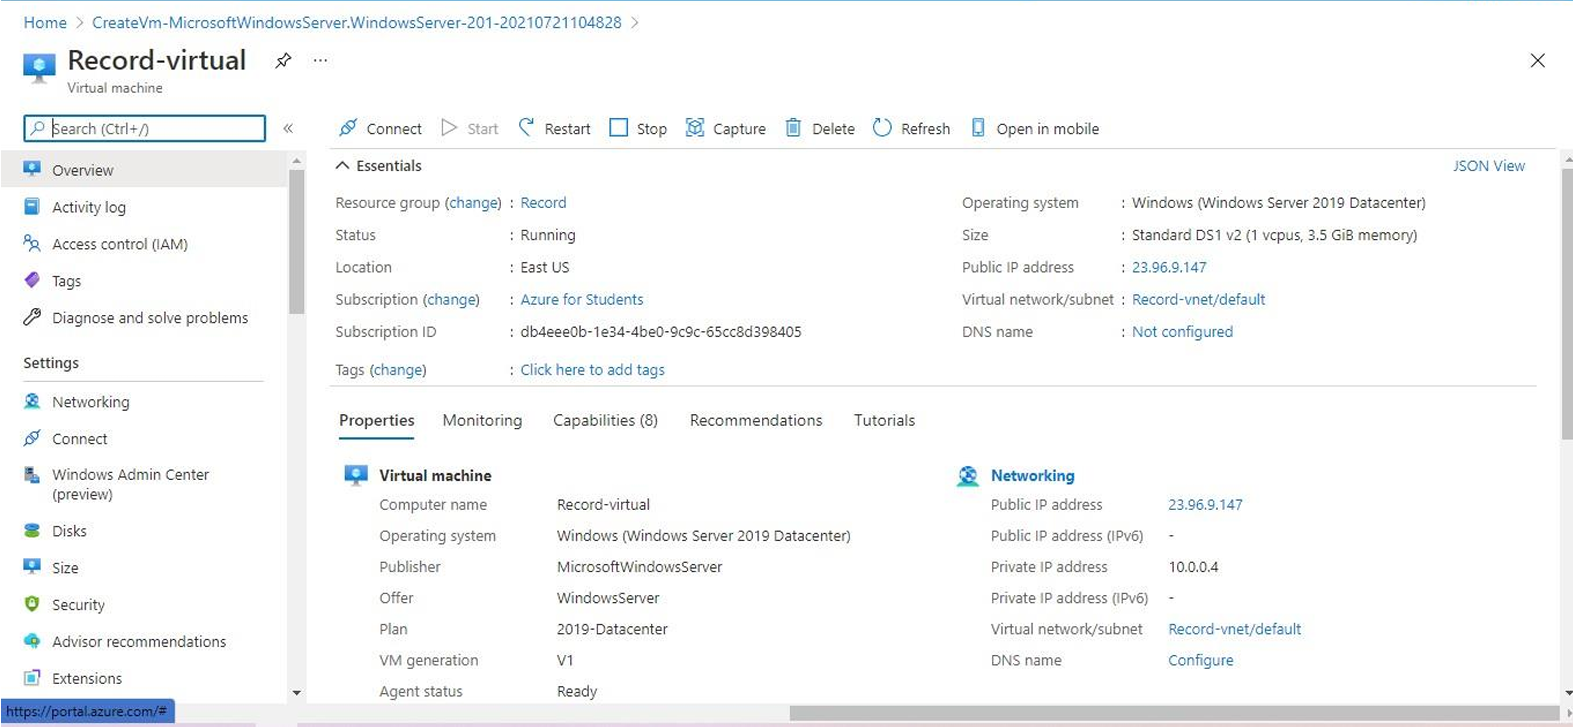 Home > CreateVm-MicrosoftWindowsServer.WindowsServer-201-20210721104828 >
Record-virtual ...
Virtual machine
Search (Ctrl+/)
«
Overview
Activity log
Access control (IAM)
Tags
Diagnose and solve problems
Settings
Networking
Connect
Windows Admin Center
(preview)
Disks
Size
Security
Advisor recommendations
Extensions
https://portal.azure.com/#
Connect Start Restart Stop Capture Delete Refresh Open in mobile
Essentials JSON View
Resource group (change) : Record
Status : Running
Location : East US
Subscription (change) : Azure for Students
Subscription ID : db4eee0b-1e34-4be0-9c9c-65cc8d398405
Tags (change) : Click here to add tags
Operating system : Windows (Windows Server 2019 Datacenter)
Size : Standard DS1 v2 (1 vcpus, 3.5 GiB memory)
Public IP address : 23.96.9.147
Virtual network/subnet : Record-vnet/default
DNS name : Not configured
Properties Monitoring Capabilities (8) Recommendations Tutorials
Virtual machine
Computer name Record-virtual
Operating system Windows (Windows Server 2019 Datacenter)
Publisher MicrosoftWindowsServer
Offer WindowsServer
Plan 2019-Datacenter
VM generation V1
Agent status Ready
Networking
Public IP address 23.96.9.147
Public IP address (IPv6) -
Private IP address 10.0.0.4
Private IP address (IPv6) -
Virtual network/subnet Record-vnet/default
DNS name Configure